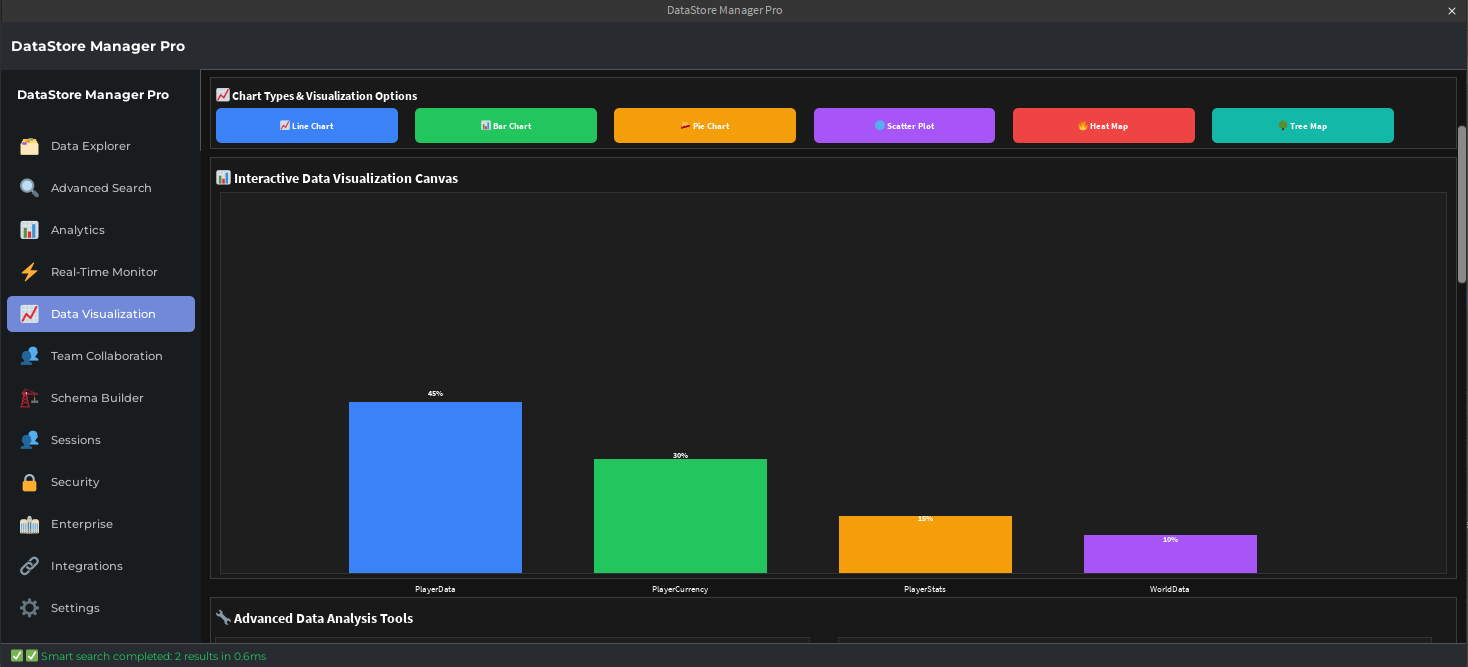 DataStore Manager Pro
DataStore Manager Pro
DataStore Manager Pro
Data Explorer
Advanced Search
Analytics
Real-Time Monitor
Data Visualization
Team Collaboration
Schema Builder
Sessions
Security
Enterprise
Integrations
Settings
Chart Types & Visualization Options
Line Chart
Bar Chart
Pie Chart
Scatter Plot
Heat Map
Tree Map
Interactive Data Visualization Canvas
45%
30%
15%
10%
PlayerData
PlayerCurrency
PlayerStats
WorldData
Advanced Data Analysis Tools
Smart search completed: 2 results in 0.6ms